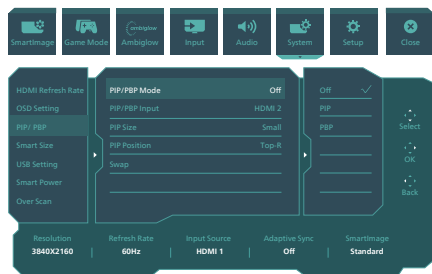 ambiglow
SmartImage
Game Mode
Ambiglow
Input
Audio
System
Setup
Close
HDMI Refresh Rate
OSD Setting
PIP/ PBP
Smart Size
USB Setting
Smart Power
Over Scan
PIP/PBP Mode Off
PIP/PBP Input HDMI 2
PIP Size Small
PIP Position Top-R
Swap
Off
PIP
PBP
Select
OK
Back
Resolution Refresh Rate Input Source Adaptive Sync SmartImage
3840X2160 60Hz HDMI 1 Off Standard